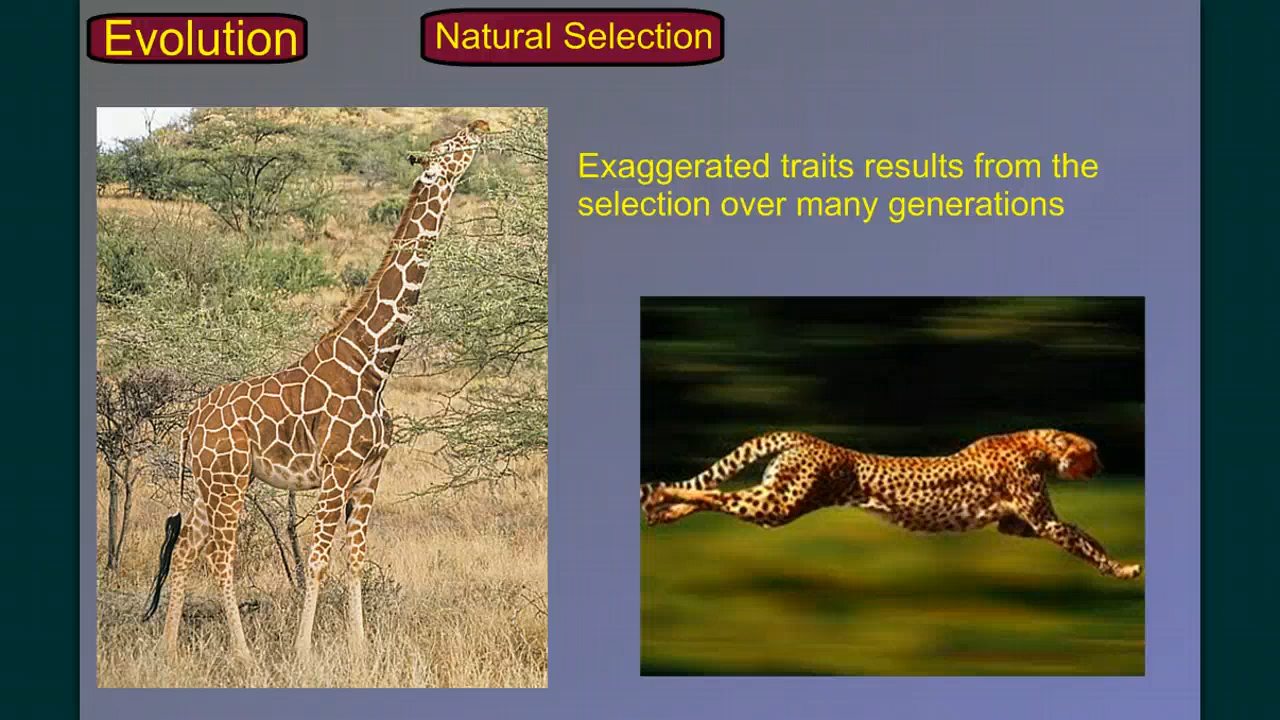 Evolution
Natural Selection
Exaggerated traits results from the
selection over many generations